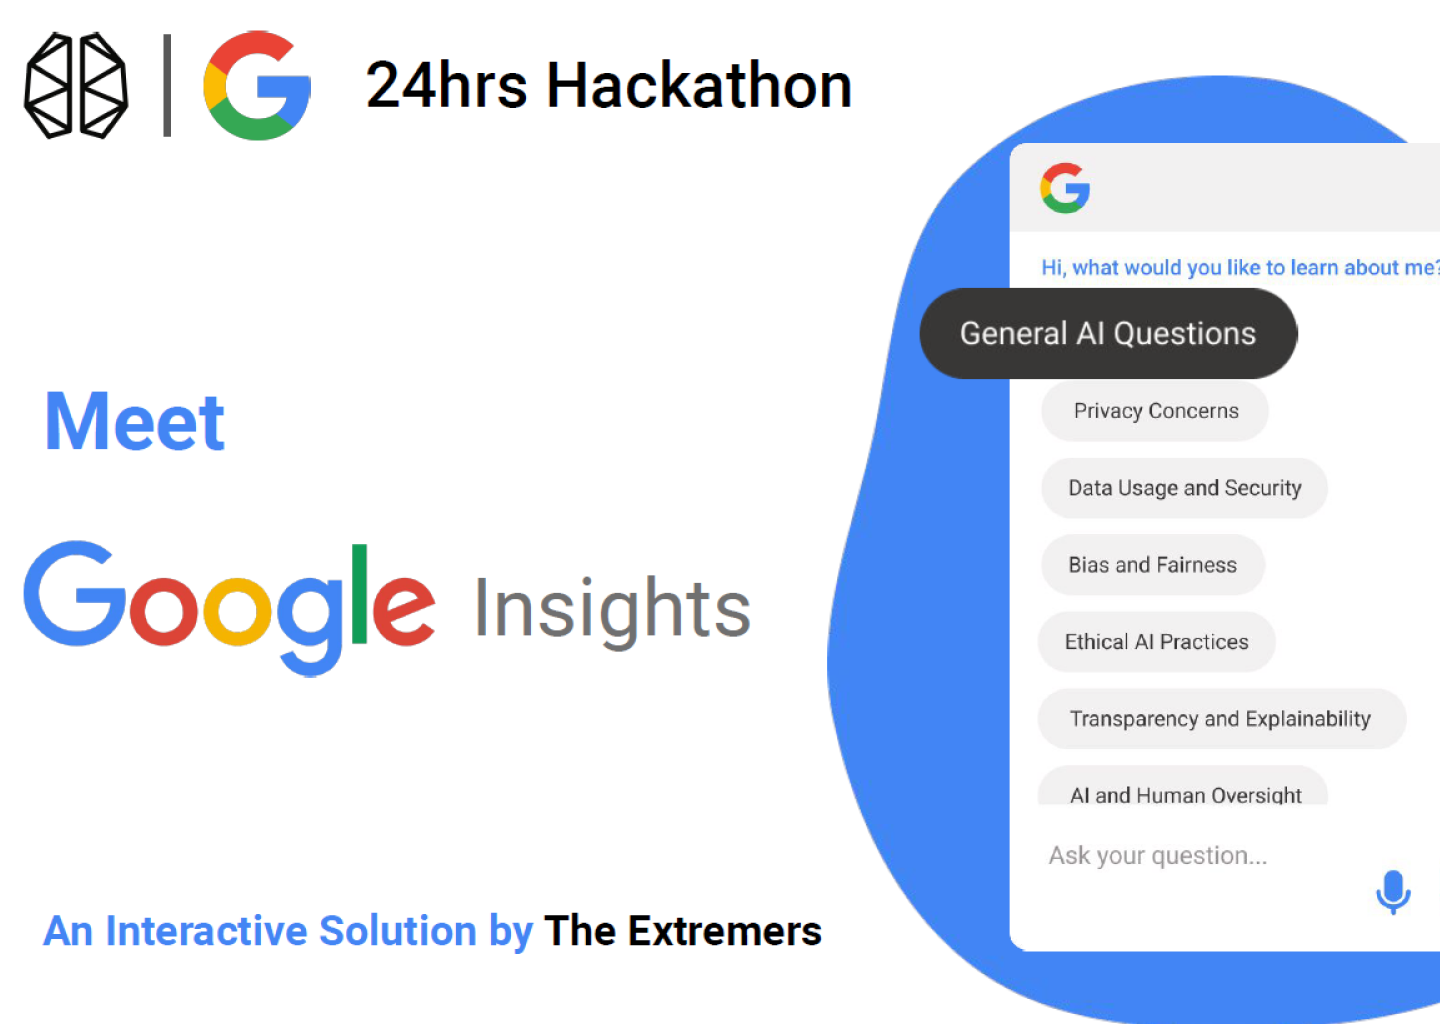 24hrs Hackathon
Meet
Google Insights
An Interactive Solution by The Extremers
Hi, what would you like to learn about me?
General AI Questions
Privacy Concerns
Data Usage and Security
Bias and Fairness
Ethical AI Practices
Transparency and Explainability
AI and Human Oversight
Ask your question...